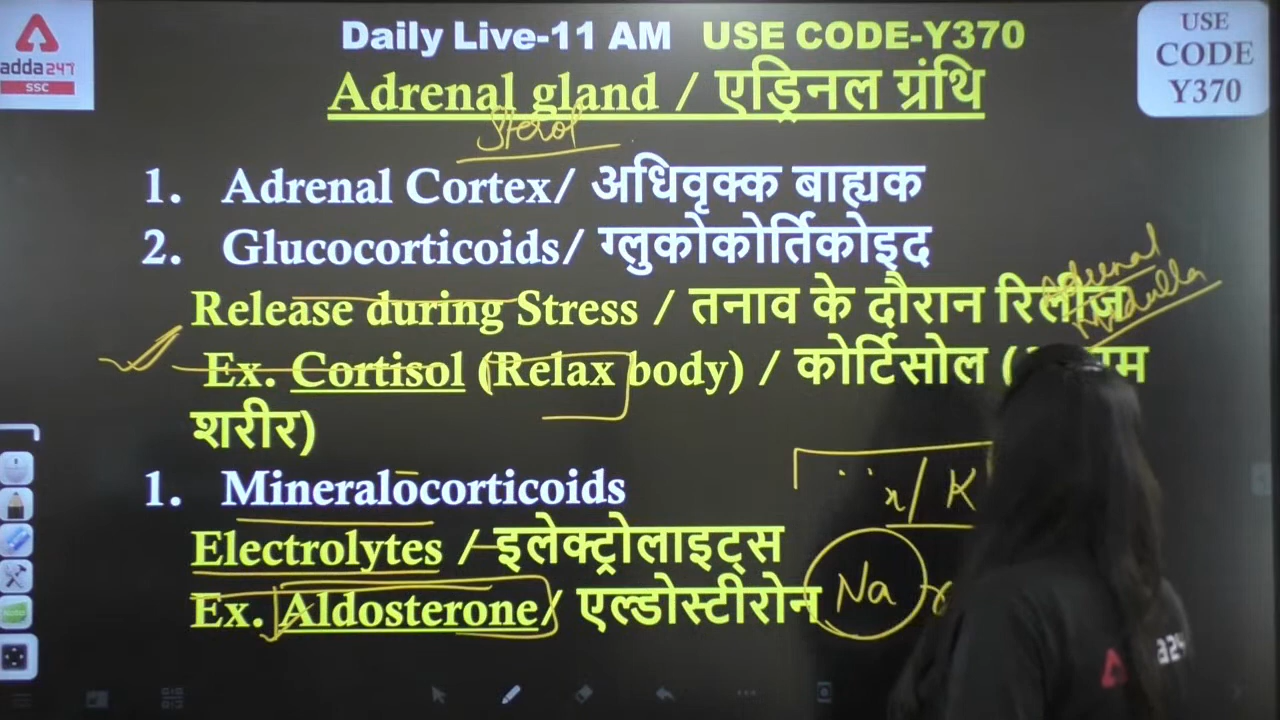 adda247
SSC
Daily Live-11 AM USE CODE-Y370
USE
CODE
Y370
Adrenal gland / एड्रिनल ग्रंथि
Sterol
1. Adrenal Cortex/ अधिवृक्क बाह्यक
2. Glucocorticoids/ ग्लुकोकोर्तिकोइद
Adrenal
Medulla
Release during Stress / तनाव के दौरान रिलीज
Ex. Cortisol (Relax body) / कोर्टिसोल (
शरीर)
1. Mineralocorticoids
/ K
Electrolytes / इलेक्ट्रोलाइट्स
Ex. Aldosterone/ एल्डोस्टीरोन
Na
a24